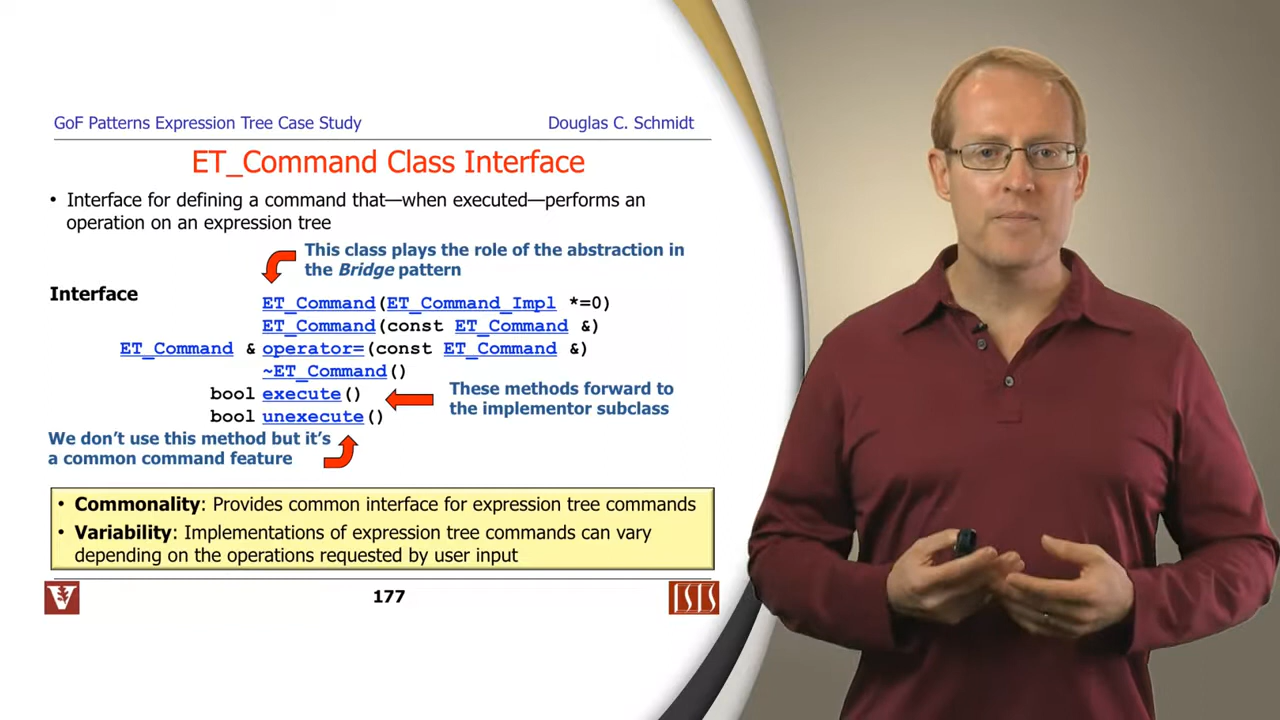 GoF Patterns Expression Tree Case Study Douglas C. Schmidt
ET_Command Class Interface
• Interface for defining a command that—when executed—performs an
operation on an expression tree
This class plays the role of the abstraction in
the Bridge pattern
Interface
ET_Command(ET_Command_Impl *=0)
ET_Command(const ET_Command &)
ET_Command & operator=(const ET_Command &)
~ET_Command()
bool execute()
bool unexecute()
These methods forward to
the implementor subclass
We don't use this method but it's
a common command feature
• Commonality: Provides common interface for expression tree commands
• Variability: Implementations of expression tree commands can vary
depending on the operations requested by user input
V
177
ISIS